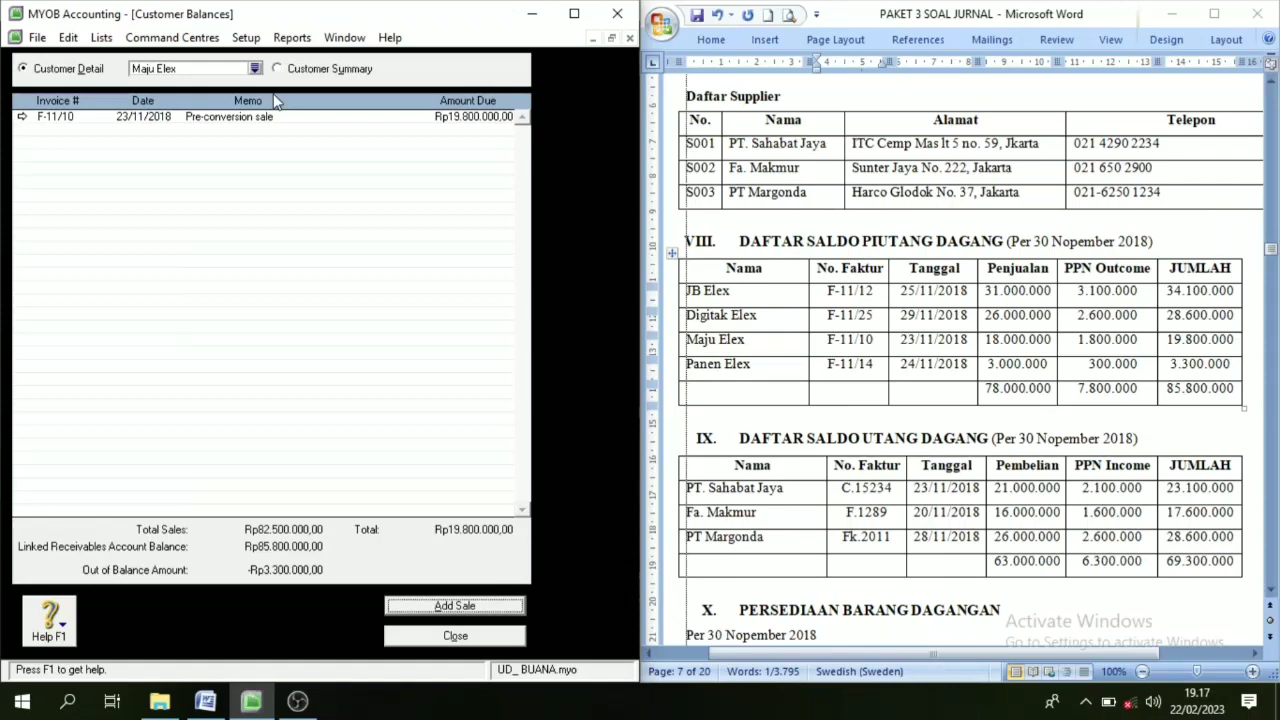 MYOB Accounting - [Customer Balances]
File Edit Lists Command Centres Setup Reports Window Help
Customer Detail Maju Elex Customer Summary
Invoice # Date Memo Amount Due
F-11/10 23/11/2018 Pre-conversion sale Rp19.800.000,00
Total Sales: Rp82.500.000,00 Total: Rp19.800.000,00
Linked Receivables Account Balance: Rp85.800.000,00
Out of Balance Amount: -Rp3.300.000,00
Add Sale
Help F1
Close
Press F1 to get help. UD_ BUANA.myo
PAKET 3 SOAL JURNAL - Microsoft Word
Home Insert Page Layout References Mailings Review View Design Layout
Daftar Supplier
No. Nama Alamat Telepon
S001 PT. Sahabat Jaya ITC Cemp Mas lt 5 no. 59, Jkarta 021 4290 2234
S002 Fa. Makmur Sunter Jaya No. 222, Jakarta 021 650 2900
S003 PT Margonda Harco Glodok No. 37, Jakarta 021-6250 1234
VIII. DAFTAR SALDO PIUTANG DAGANG (Per 30 Nopember 2018)
Nama No. Faktur Tanggal Penjualan PPN Outcome JUMLAH
JB Elex F-11/12 25/11/2018 31.000.000 3.100.000 34.100.000
Digitak Elex F-11/25 29/11/2018 26.000.000 2.600.000 28.600.000
Maju Elex F-11/10 23/11/2018 18.000.000 1.800.000 19.800.000
Panen Elex F-11/14 24/11/2018 3.000.000 300.000 3.300.000
78.000.000 7.800.000 85.800.000
IX. DAFTAR SALDO UTANG DAGANG (Per 30 Nopember 2018)
Nama No. Faktur Tanggal Pembelian PPN Income JUMLAH
PT. Sahabat Jaya C.15234 23/11/2018 21.000.000 2.100.000 23.100.000
Fa. Makmur F.1289 20/11/2018 16.000.000 1.600.000 17.600.000
PT Margonda Fk.2011 28/11/2018 26.000.000 2.600.000 28.600.000
63.000.000 6.300.000 69.300.000
X. PERSEDIAAN BARANG DAGANGAN
Per 30 Nopember 2018
Activate Windows
Go to Settings to activate Windows.
Page: 7 of 20 Words: 1/3.795 Swedish (Sweden) 100%
19.17
22/02/2023